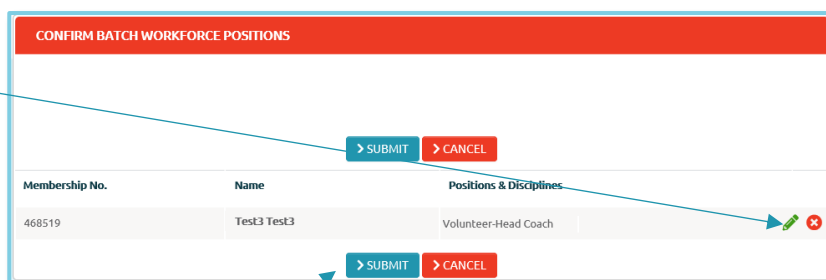 CONFIRM BATCH WORKFORCE POSITIONS
> SUBMIT > CANCEL
Membership No. Name Positions & Disciplines
468519 Test3 Test3 Volunteer-Head Coach
> SUBMIT > CANCEL